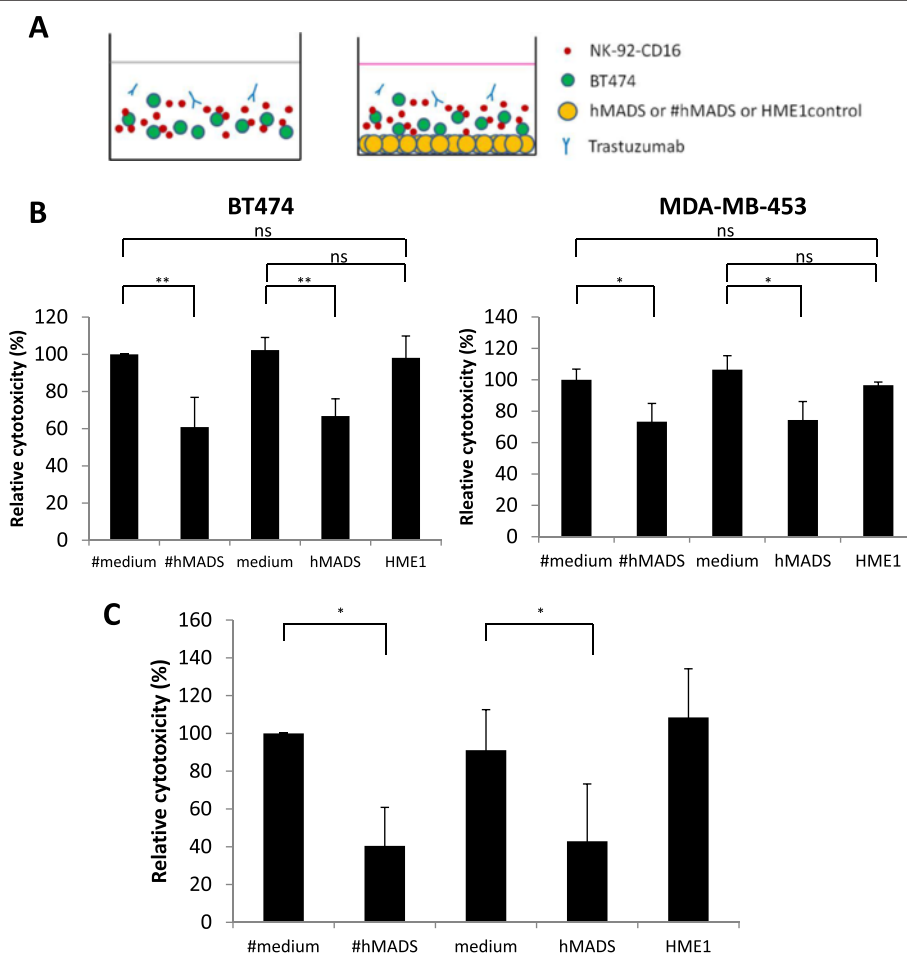 A
NK-92-CD16
BT474
hMADS or #hMADS or HME1control
Trastuzumab
B
BT474
ns
ns
**
**
Relative cytotoxicity (%)
120
100
80
60
40
20
0
#medium #hMADS medium hMADS HME1
MDA-MB-453
ns
ns
*
*
Rleative cytotoxicity (%)
140
120
100
80
60
40
20
0
#medium #hMADS medium hMADS HME1
C
*
*
Relative cytotoxicity (%)
160
140
120
100
80
60
40
20
0
#medium #hMADS medium hMADS HME1